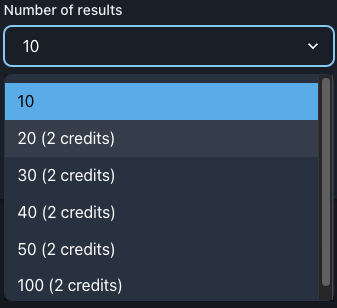 Number of results
10
10
20 (2 credits)
30 (2 credits)
40 (2 credits)
50 (2 credits)
100 (2 credits)